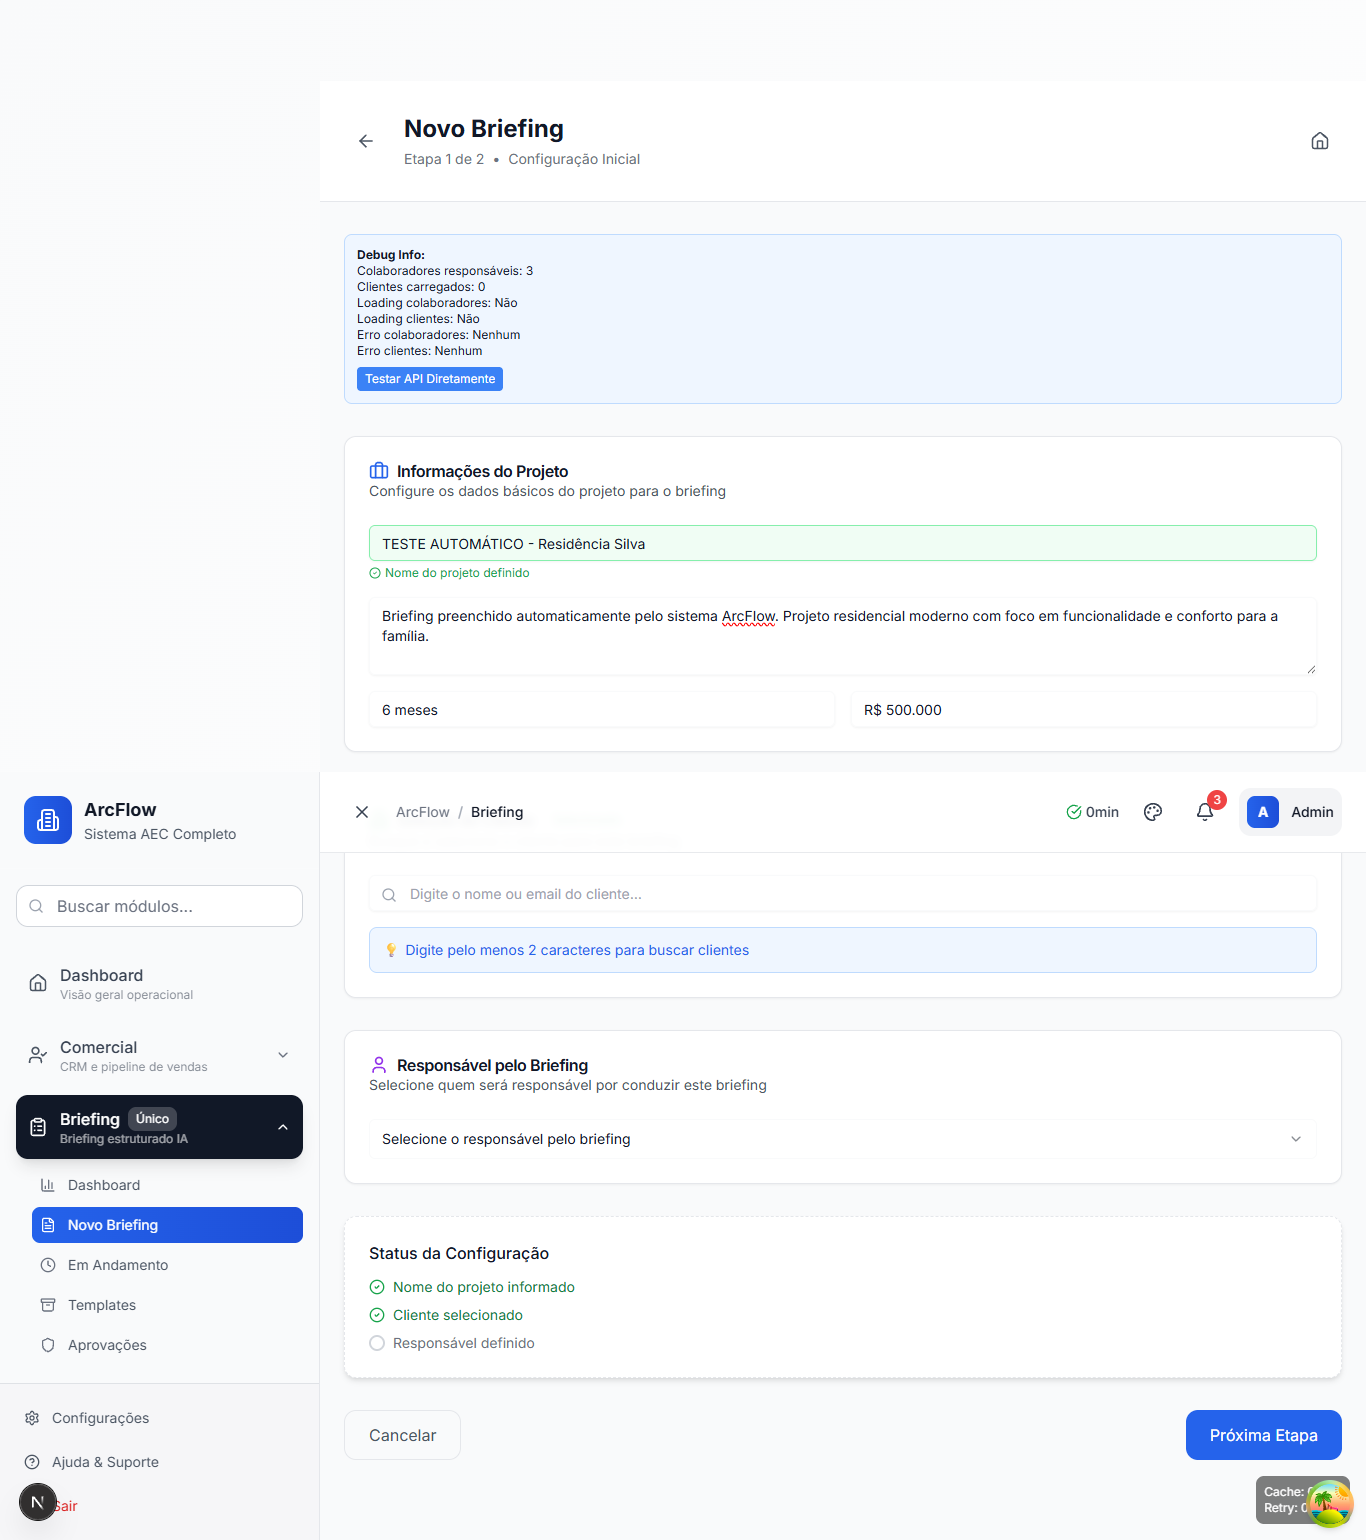 Novo Briefing
Etapa 1 de 2 • Configuração Inicial
Debug Info:
Colaboradores responsáveis: 3
Clientes carregados: 0
Loading colaboradores: Não
Loading clientes: Não
Erro colaboradores: Nenhum
Erro clientes: Nenhum
Testar API Diretamente
Informações do Projeto
Configure os dados básicos do projeto para o briefing
TESTE AUTOMÁTICO - Residência Silva
Nome do projeto definido
Briefing preenchido automaticamente pelo sistema ArcFlow. Projeto residencial moderno com foco em funcionalidade e conforto para a
família.
6 meses
R$ 500.000
ArcFlow
Sistema AEC Completo
Buscar módulos...
Dashboard
Visão geral operacional
Comercial
CRM e pipeline de vendas
Briefing Único
Briefing estruturado IA
Dashboard
Novo Briefing
Em Andamento
Templates
Aprovações
Configurações
Ajuda & Suporte
N
Sair
ArcFlow / Briefing
0min
3
A
Admin
Digite o nome ou email do cliente...
Digite pelo menos 2 caracteres para buscar clientes
Responsável pelo Briefing
Selecione quem será responsável por conduzir este briefing
Selecione o responsável pelo briefing
Status da Configuração
Nome do projeto informado
Cliente selecionado
Responsável definido
Cancelar
Próxima Etapa
Cache:
Retry: